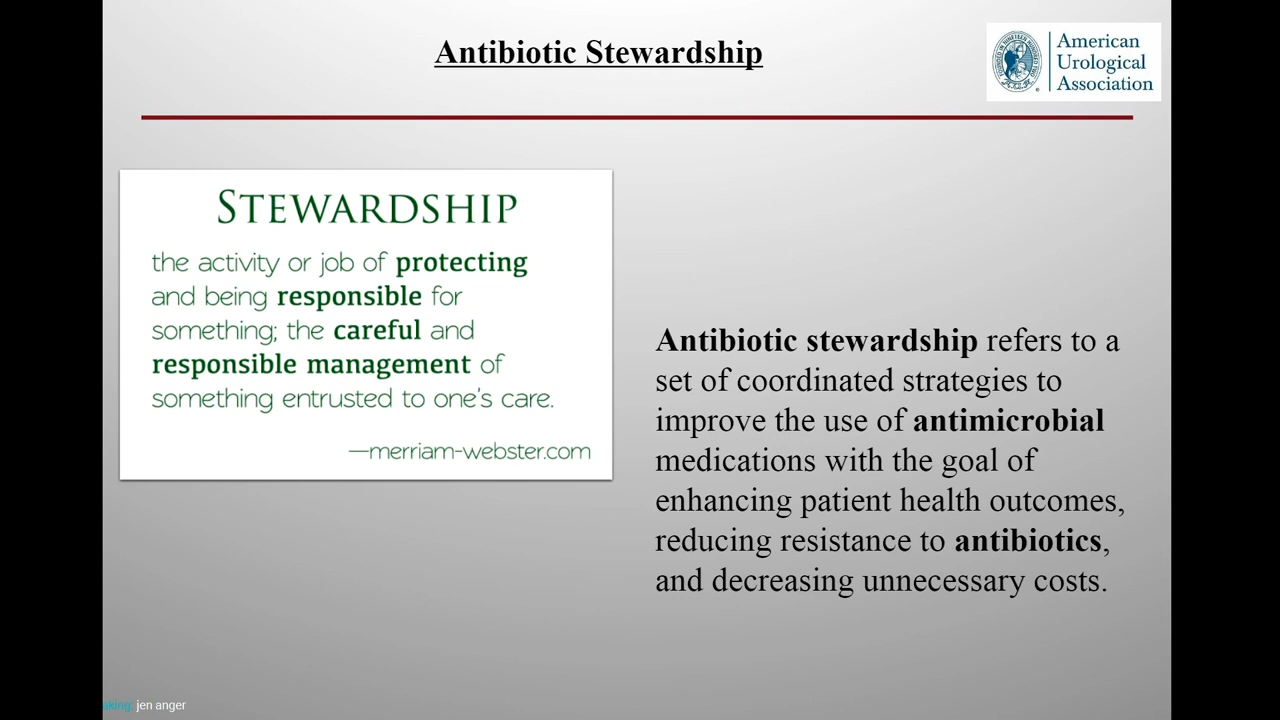 Antibiotic Stewardship
American
Urological
Association
STEWARDSHIP
the activity or job of protecting
and being responsible for
something; the careful and
responsible management of
something entrusted to one's care.
—merriam-webster.com
Antibiotic stewardship refers to a
set of coordinated strategies to
improve the use of antimicrobial
medications with the goal of
enhancing patient health outcomes,
reducing resistance to antibiotics,
and decreasing unnecessary costs.
aking: jen anger